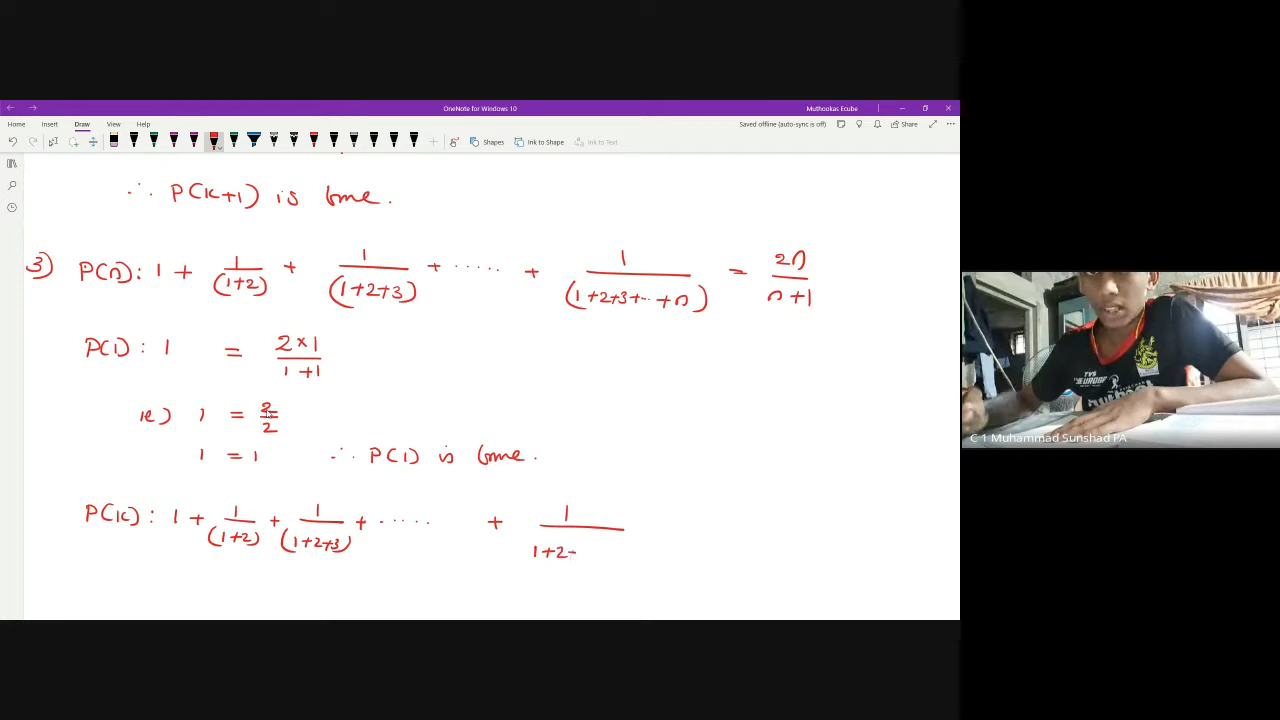 OneNote for Windows 10
Muthookas Ecube
Home Insert Draw View Help
Saved offline (auto-sync is off) Share
Shapes Ink to Shape Ink to Text
∴ P(k+1) is true.
3) P(n): 1 + 1/(1+2) + 1/(1+2+3) + ..... + 1/(1+2+3+...+n) = 2n/n+1
P(1): 1 = 2×1/1+1
ie) 1 = 2/2
1 = 1 ∴ P(1) is true.
P(k): 1 + 1/(1+2) + 1/(1+2+3) + ..... + 1/1+2-
C 1 Muhammad Sunshad PA
TVS
EUROGRIP